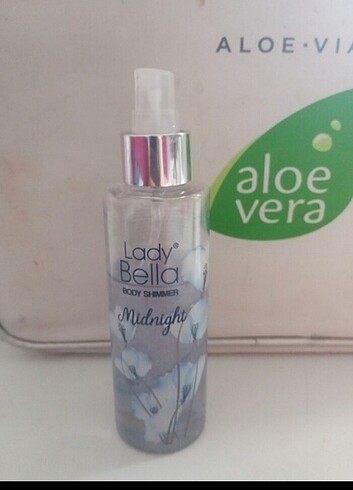 ALOE·VIA
aloe
vera
Lady®
Bella
BODY SHIMMER
Midnight